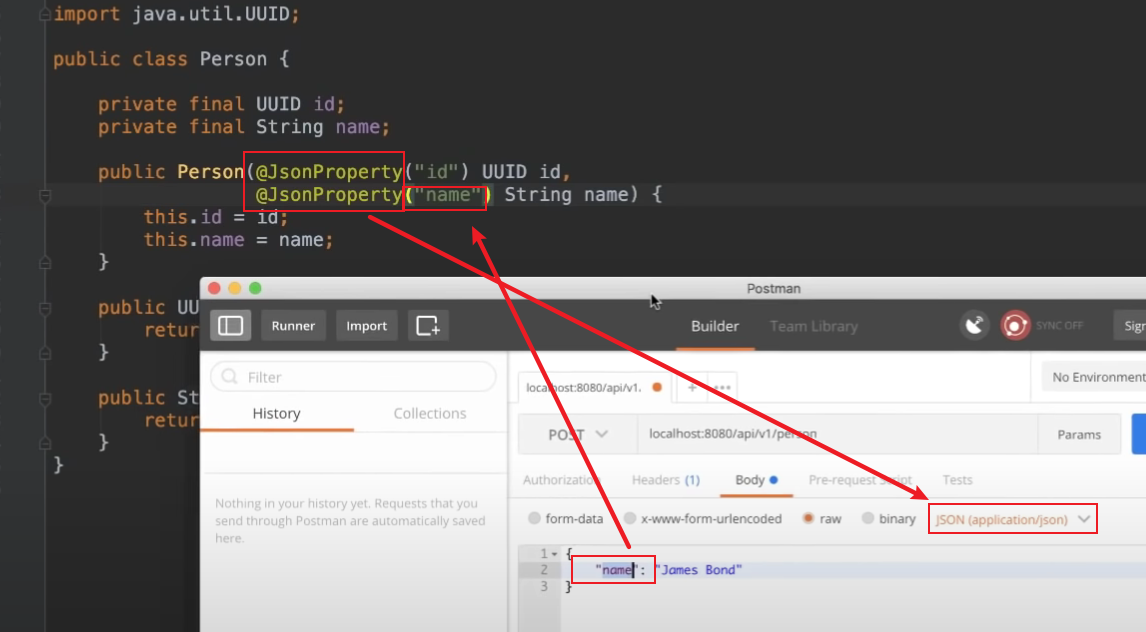 import java.util.UUID;
public class Person {
private final UUID id;
private final String name;
public Person(@JsonProperty("id") UUID id,
@JsonProperty("name") String name) {
this.id = id;
this.name = name;
}
public UU
retur
}
public St
retur
}
}
Postman
Runner
Import
Builder
Team Library
SYNC OFF
Sig
Filter
History
Collections
Nothing in your history yet. Requests that you
send through Postman are automatically saved
here.
localhost:8080/api/v1.
No Environment
POST
localhost:8080/api/v1/person
Params
Authorization
Headers (1)
Body
Pre-request Script
Tests
form-data
x-www-form-urlencoded
raw
binary
JSON (application/json)
1 {
2 "name": "James Bond"
3 }